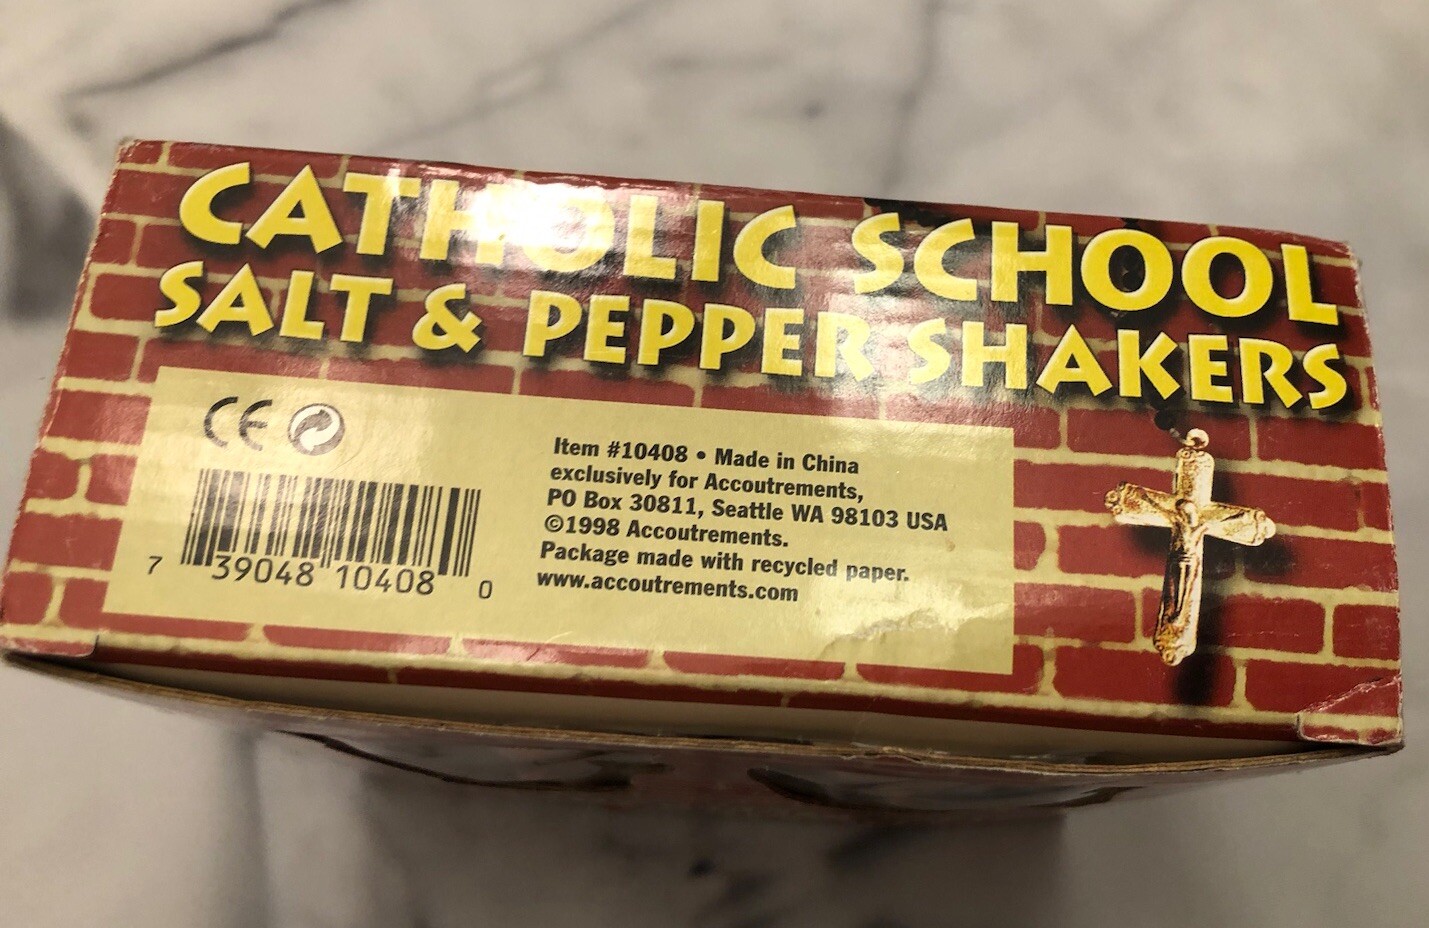 CATHOLIC SCHOOL
SALT & PEPPER SHAKERS
CE
Item #10408 • Made in China
exclusively for Accoutrements,
PO Box 30811, Seattle WA 98103 USA
©1998 Accoutrements.
Package made with recycled paper.
www.accoutrements.com
7 39048 10408 0